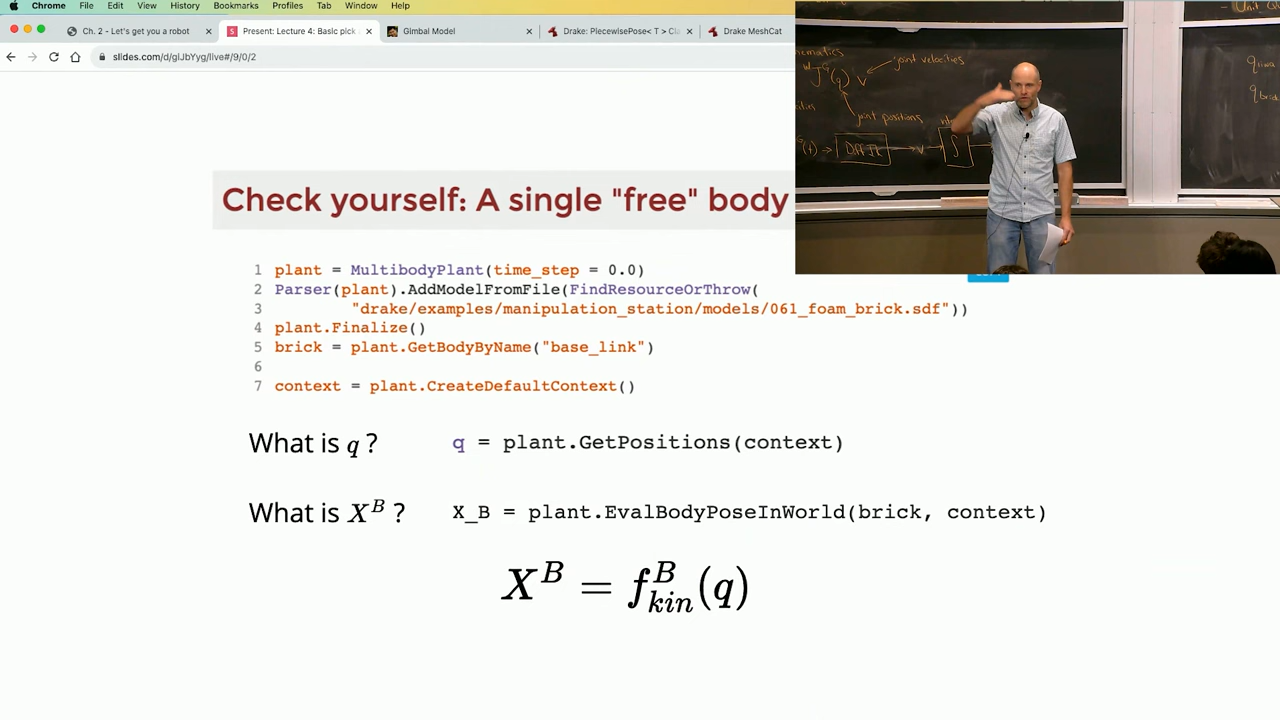 Chrome File Edit View History Bookmarks Profiles Tab Window Help
Ch. 2 - Let's get you a robot
Present: Lecture 4: Basic pick
Gimbal Model
Drake: PiecewisePose< T > Cla
Drake MeshCat
slides.com/d/gIJbYyg/live#/9/0/2
joint velocities
joint positions
Check yourself: A single "free" body
1 plant = MultibodyPlant(time_step = 0.0)
2 Parser(plant).AddModelFromFile(FindResourceOrThrow(
3 "drake/examples/manipulation_station/models/061_foam_brick.sdf"))
4 plant.Finalize()
5 brick = plant.GetBodyByName("base_link")
6
7 context = plant.CreateDefaultContext()
What is q ? q = plant.GetPositions(context)
What is X^B ? X_B = plant.EvalBodyPoseInWorld(brick, context)
X^B = f^B_kin(q)